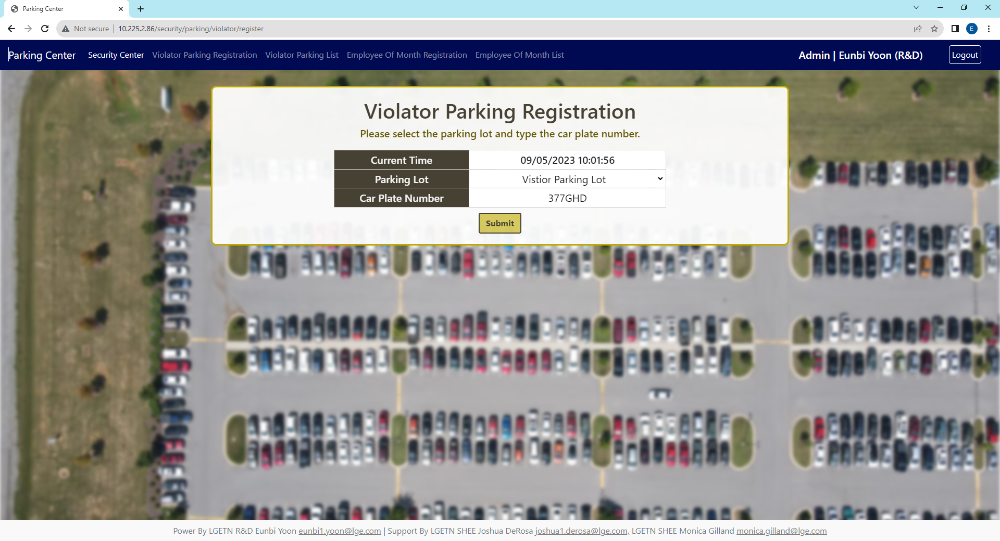 Parking Center
Not secure 10.225.2.86/security/parking/violator/register
E
Parking Center Security Center Violator Parking Registration Violator Parking List Employee Of Month Registration Employee Of Month List Admin | Eunbi Yoon (R&D) Logout
Violator Parking Registration
Please select the parking lot and type the car plate number.
Current Time 09/05/2023 10:01:56
Parking Lot Vistior Parking Lot
Car Plate Number 377GHD
Submit
Power By LGETN R&D Eunbi Yoon eunbi1.yoon@lge.com | Support By LGETN SHEE Joshua DeRosa joshua1.derosa@lge.com, LGETN SHEE Monica Gilland monica.gilland@lge.com